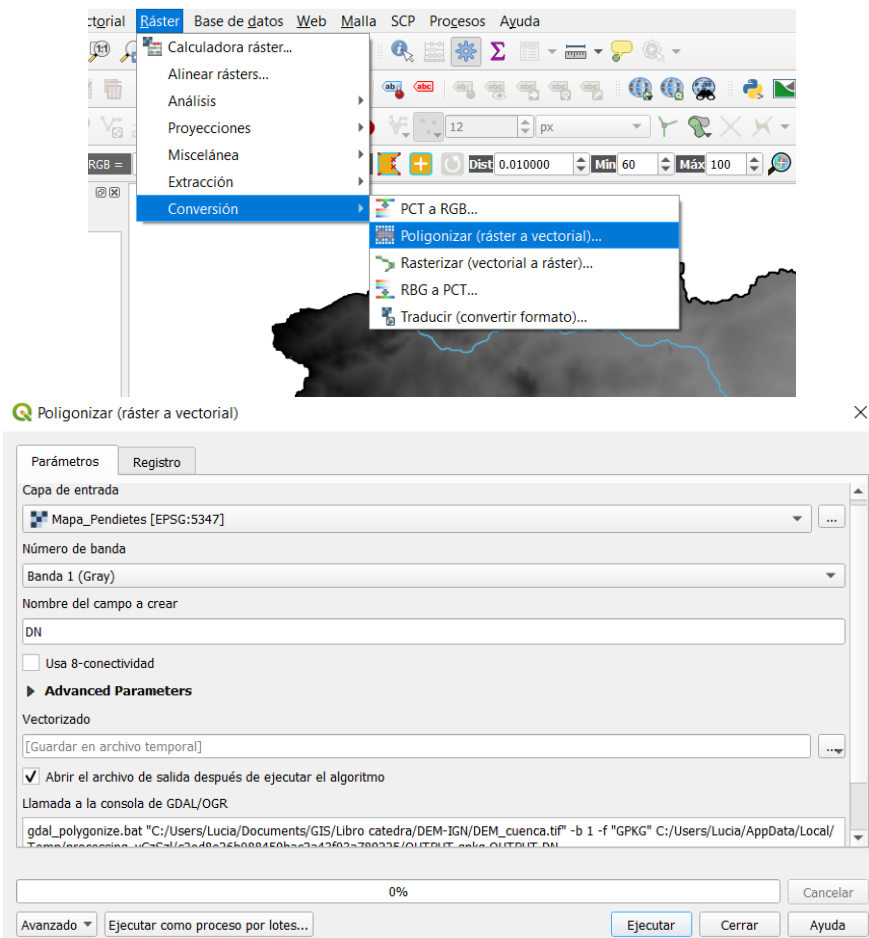 ctorial Ráster Base de datos Web Malla SCP Procesos Ayuda
Calculadora ráster...
Alinear rásters...
Análisis
abc abc
Proyecciones
12 px
Miscelánea
RGB = Dist 0.010000 Mín 60 Máx 100
Extracción
Conversión
PCT a RGB...
Poligonizar (ráster a vectorial)...
Rasterizar (vectorial a ráster)...
RBG a PCT...
Traducir (convertir formato)...
Poligonizar (ráster a vectorial)
Parámetros Registro
Capa de entrada
Mapa_Pendietes [EPSG:5347]
Número de banda
Banda 1 (Gray)
Nombre del campo a crear
DN
Usa 8-conectividad
Advanced Parameters
Vectorizado
[Guardar en archivo temporal]
Abrir el archivo de salida después de ejecutar el algoritmo
Llamada a la consola de GDAL/OGR
gdal_polygonize.bat "C:/Users/Lucia/Documents/GIS/Libro catedra/DEM-IGN/DEM_cuenca.tif" -b 1 -f "GPKG" C:/Users/Lucia/AppData/Local/
0% Cancelar
Avanzado Ejecutar como proceso por lotes... Ejecutar Cerrar Ayuda